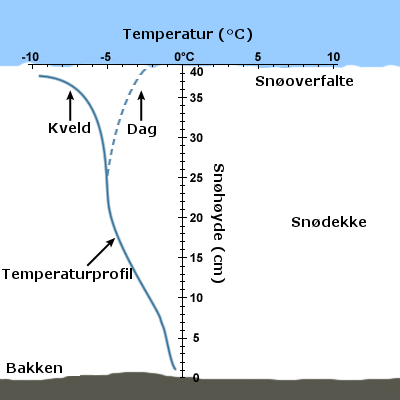 Temperatur (°C)
-10 -5 0°C 5 10
40
Snøoverfalte
35
Kveld Dag
30
25
Snøhøyde (cm)
20
Snødekke
15
Temperaturprofil
10
5
Bakken
0